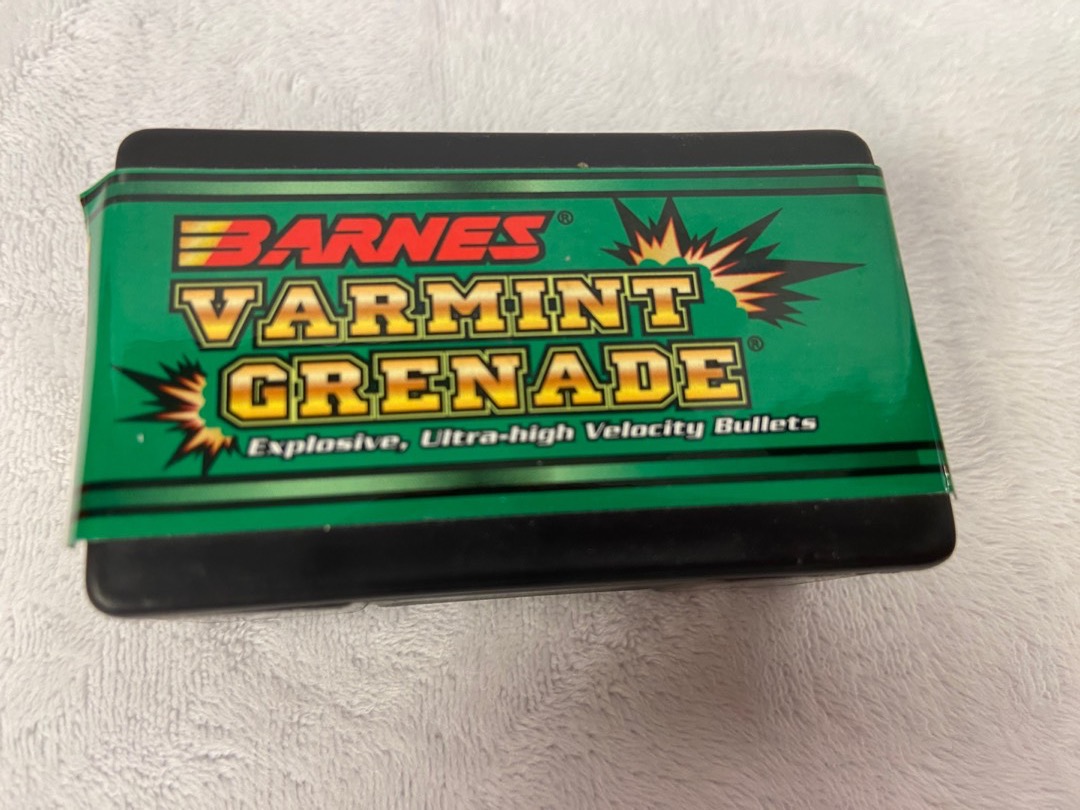 BARNES®
VARMINT
GRENADE®
Explosive, Ultra-high Velocity Bullets